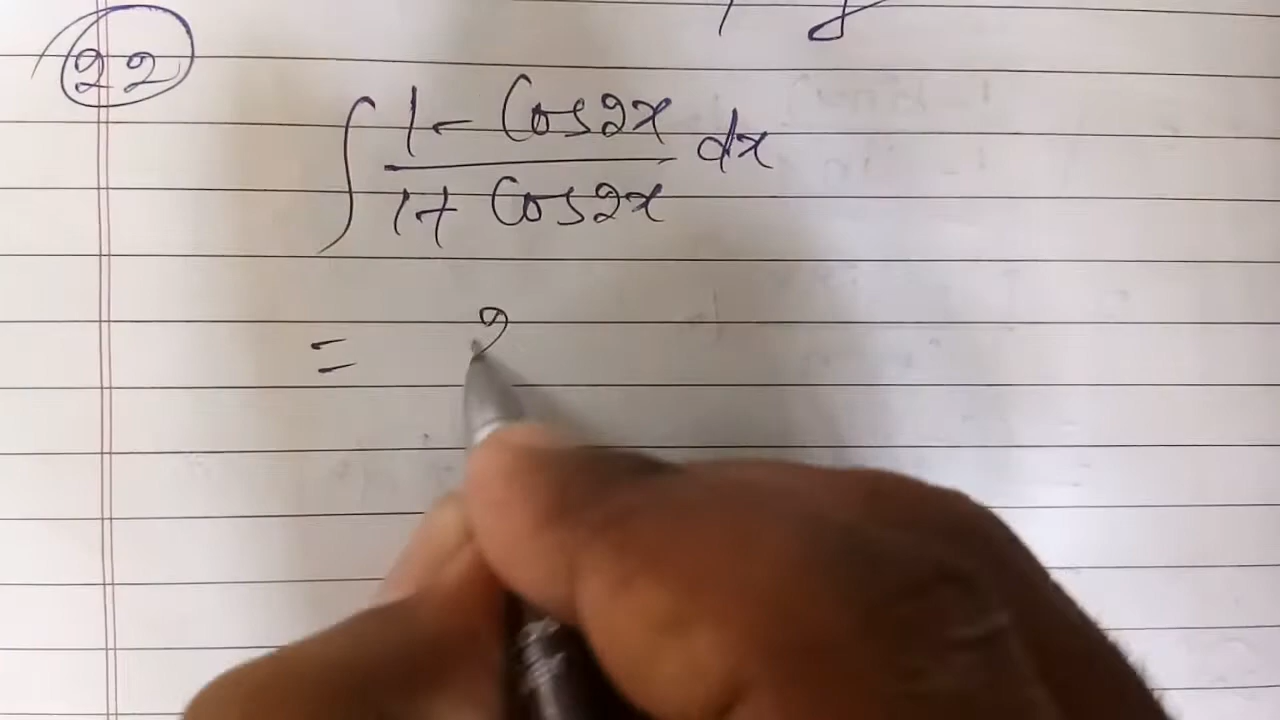 22
∫ (1 - Cos2x)/(1 + Cos2x) dx
= 2